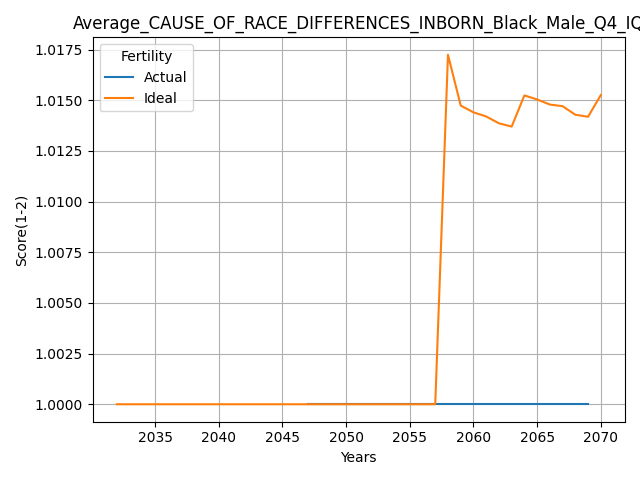 Average_CAUSE_OF_RACE_DIFFERENCES_INBORN_Black_Male_Q4_IQ
1.0175
1.0150
1.0125
1.0100
1.0075
1.0050
1.0025
1.0000
Score(1-2)
Fertility
Actual
Ideal
2035 2040 2045 2050 2055 2060 2065 2070
Years